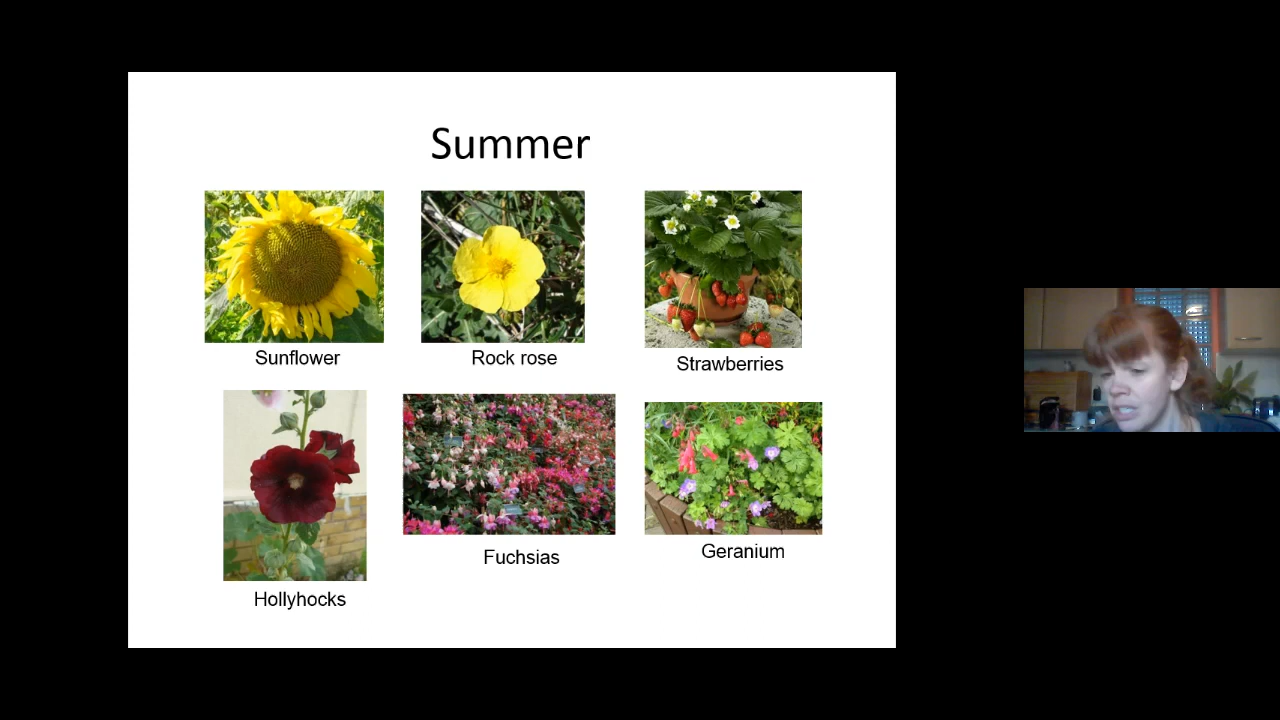 Summer
Sunflower
Rock rose
Strawberries
Hollyhocks
Fuchsias
Geranium